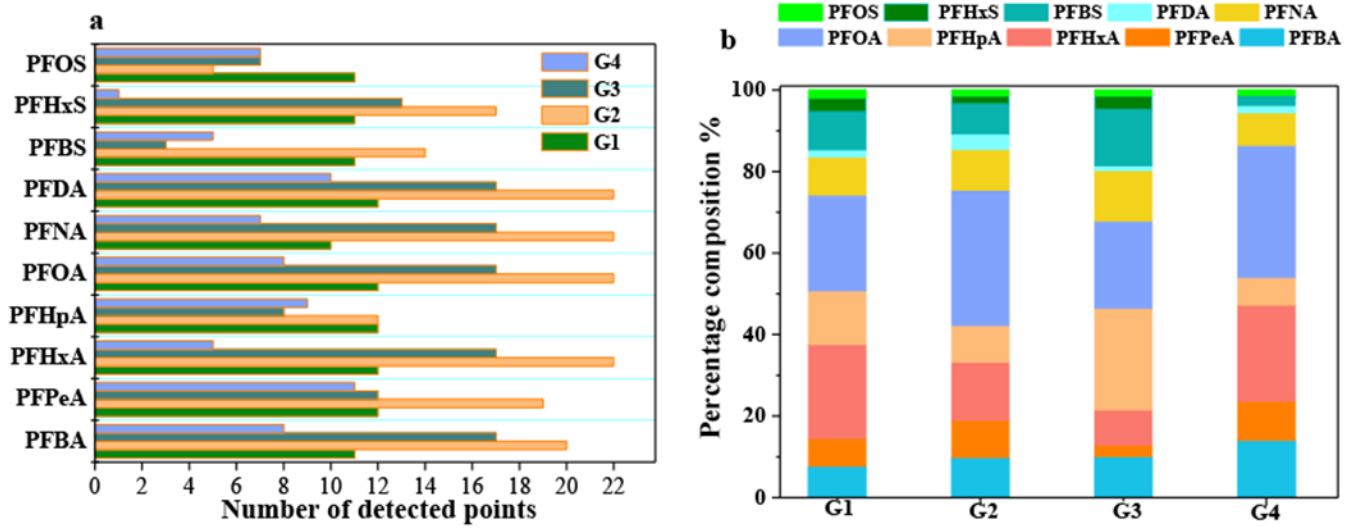 a
PFOS
PFHxS
PFBS
PFDA
PFNA
PFOA
PFHpA
PFHxA
PFPeA
PFBA
G4
G3
G2
G1
0 2 4 6 8 10 12 14 16 18 20 22
Number of detected points
b
PFOS PFHxS PFBS PFDA PFNA
PFOA PFHpA PFHxA PFPeA PFBA
Percentage composition %
100
80
60
40
20
0
G1 G2 G3 G4